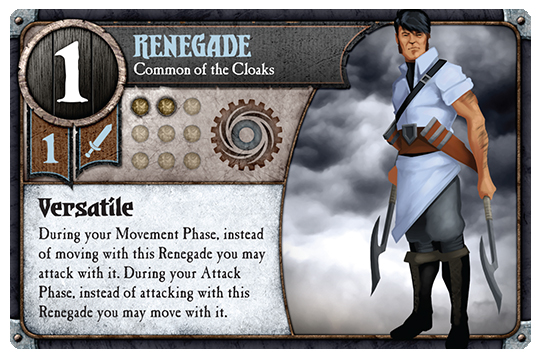 1
RENEGADE
Common of the Cloaks
1
Versatile
During your Movement Phase, instead
of moving with this Renegade you may
attack with it. During your Attack
Phase, instead of attacking with this
Renegade you may move with it.